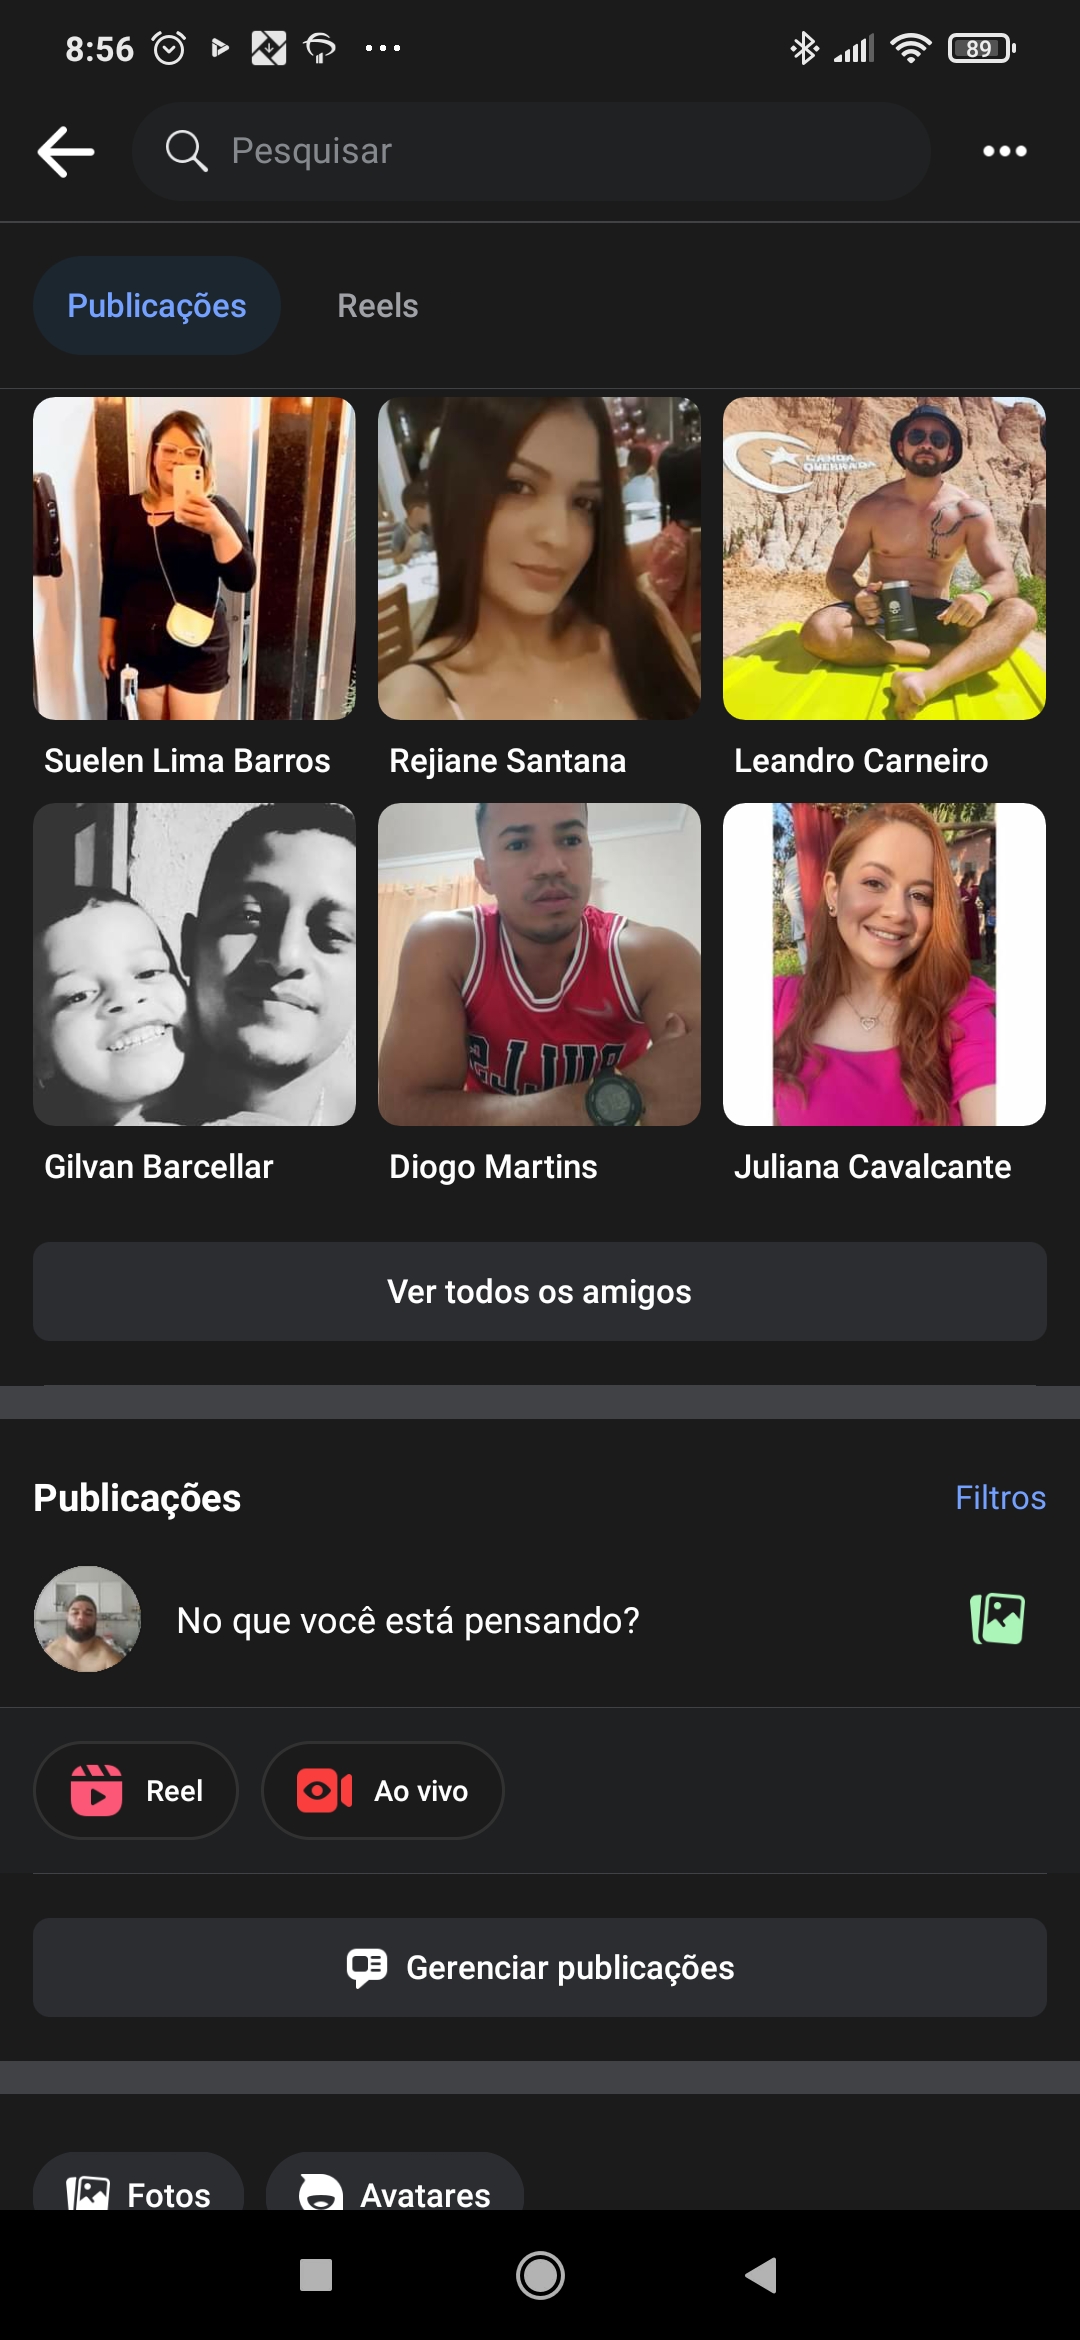 8:56
89
Pesquisar
Publicações Reels
Suelen Lima Barros Rejiane Santana Leandro Carneiro
Gilvan Barcellar Diogo Martins Juliana Cavalcante
Ver todos os amigos
Publicações Filtros
No que você está pensando?
Reel Ao vivo
Gerenciar publicações
Fotos Avatares